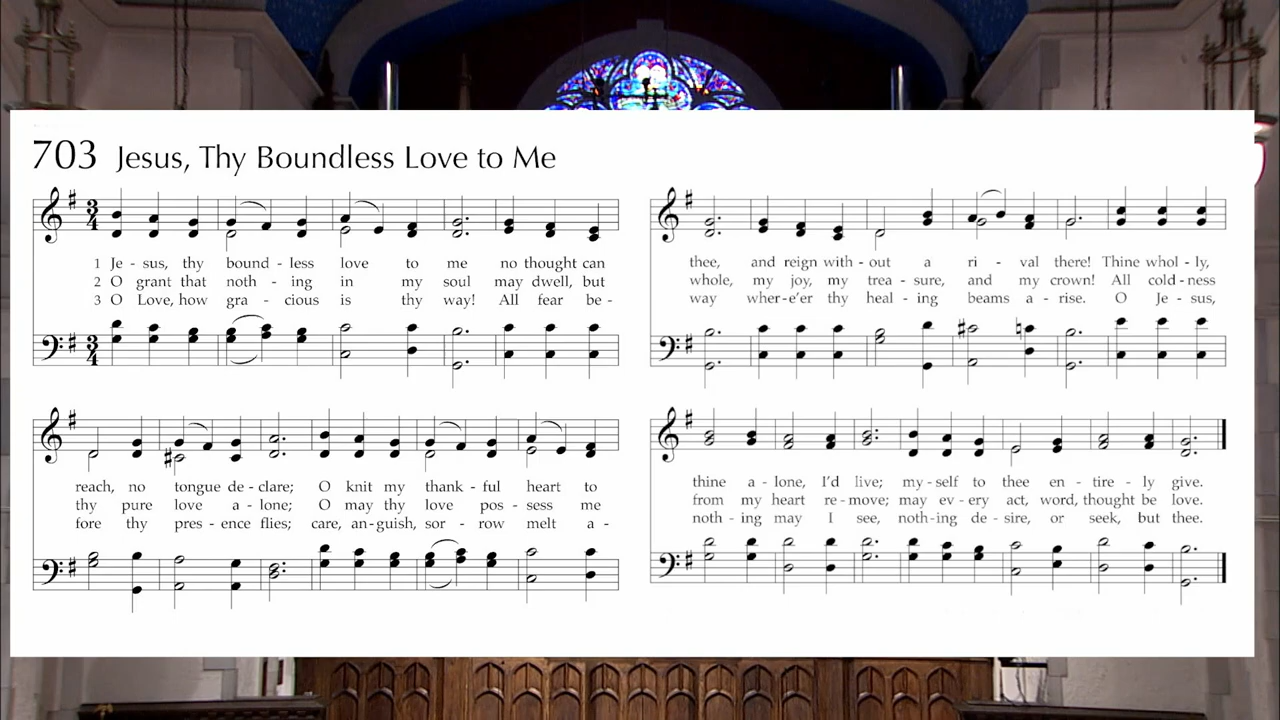 703 Jesus, Thy Boundless Love to Me
1 Je - sus, thy bound - less love to me no thought can
2 O grant that noth - ing in my soul may dwell, but
3 O Love, how gra - cious is thy way! All fear be -
reach, no tongue de - clare; O knit my thank - ful heart to
thy pure love a - lone; O may thy love pos - sess me
fore thy pres - ence flies; care, an - guish, sor - row melt a -
thee, and reign with - out a ri - val there! Thine whol - ly,
whole, my joy, my trea - sure, and my crown! All cold - ness
way wher - e'er thy heal - ing beams a - rise. O Je - sus,
thine a - lone, I'd live; my - self to thee en - tire - ly give.
from my heart re - move; may ev - ery act, word, thought be love.
noth - ing may I see, noth - ing de - sire, or seek, but thee.